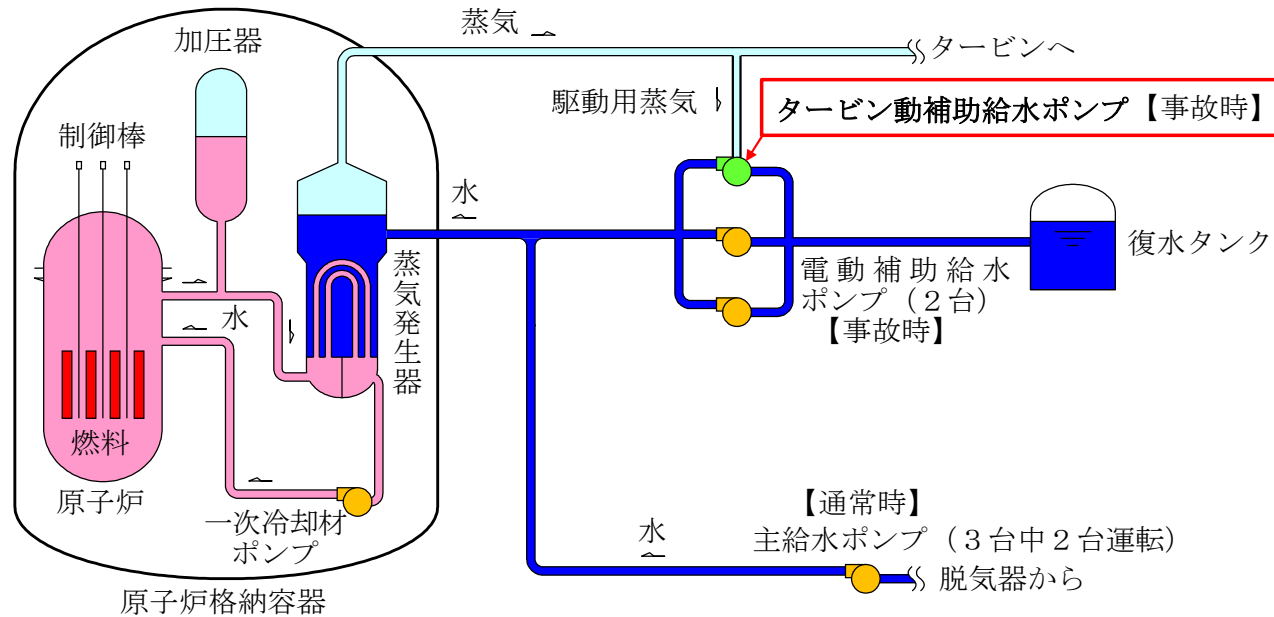 蒸気
加圧器
タービンへ
駆動用蒸気
タービン動補助給水ポンプ【事故時】
制御棒
水
復水タンク
電動補助給水
ポンプ（２台）
【事故時】
蒸気発生器
水
燃料
原子炉
一次冷却材
ポンプ
【通常時】
主給水ポンプ（３台中２台運転）
水
脱気器から
原子炉格納容器